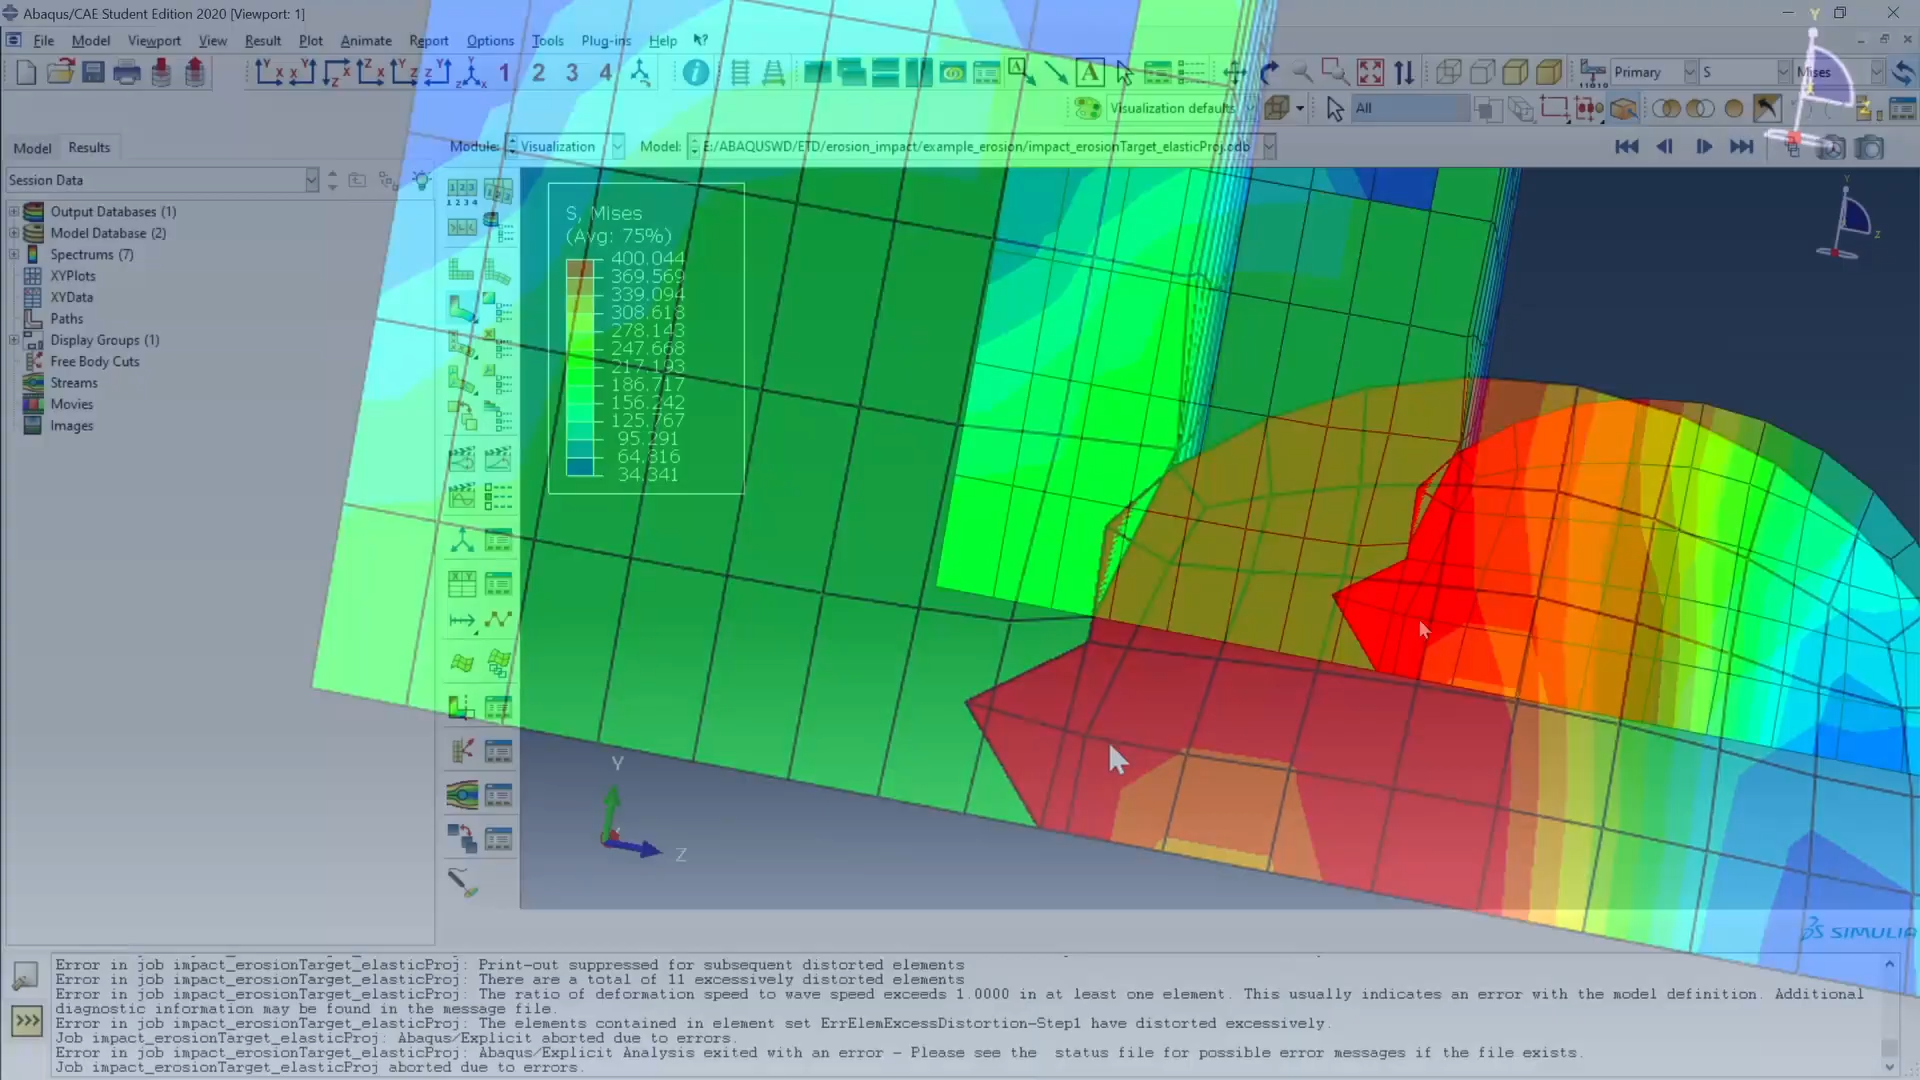 Abaqus/CAE Student Edition 2020 [Viewport: 1]
File Model Viewport View Result Plot Animate Report Options Tools Plug-ins Help
1 2 3 4
Primary S Mises
Visualization defaults All
Module: Visualization Model: E:/ABAQUSWD/ETD/erosion_impact/example_erosion/impact_erosionTarget_elasticProj.odb
Model Results
Session Data
Output Databases (1)
Model Database (2)
Spectrums (7)
XYPlots
XYData
Paths
Display Groups (1)
Free Body Cuts
Streams
Movies
Images
S, Mises
(Avg: 75%)
400.044
369.569
339.094
308.618
278.143
247.668
217.193
186.717
156.242
125.767
95.291
64.816
34.341
Y
Z
SIMULIA
Error in job impact_erosionTarget_elasticProj: Print-out suppressed for subsequent distorted elements
Error in job impact_erosionTarget_elasticProj: There are a total of 11 excessively distorted elements
Error in job impact_erosionTarget_elasticProj: The ratio of deformation speed to wave speed exceeds 1.0000 in at least one element. This usually indicates an error with the model definition. Additional
diagnostic information may be found in the message file.
Error in job impact_erosionTarget_elasticProj: The elements contained in element set ErrElemExcessDistortion-Step1 have distorted excessively.
Job impact_erosionTarget_elasticProj: Abaqus/Explicit aborted due to errors.
Error in job impact_erosionTarget_elasticProj: Abaqus/Explicit Analysis exited with an error - Please see the status file for possible error messages if the file exists.
Job impact_erosionTarget_elasticProj aborted due to errors.